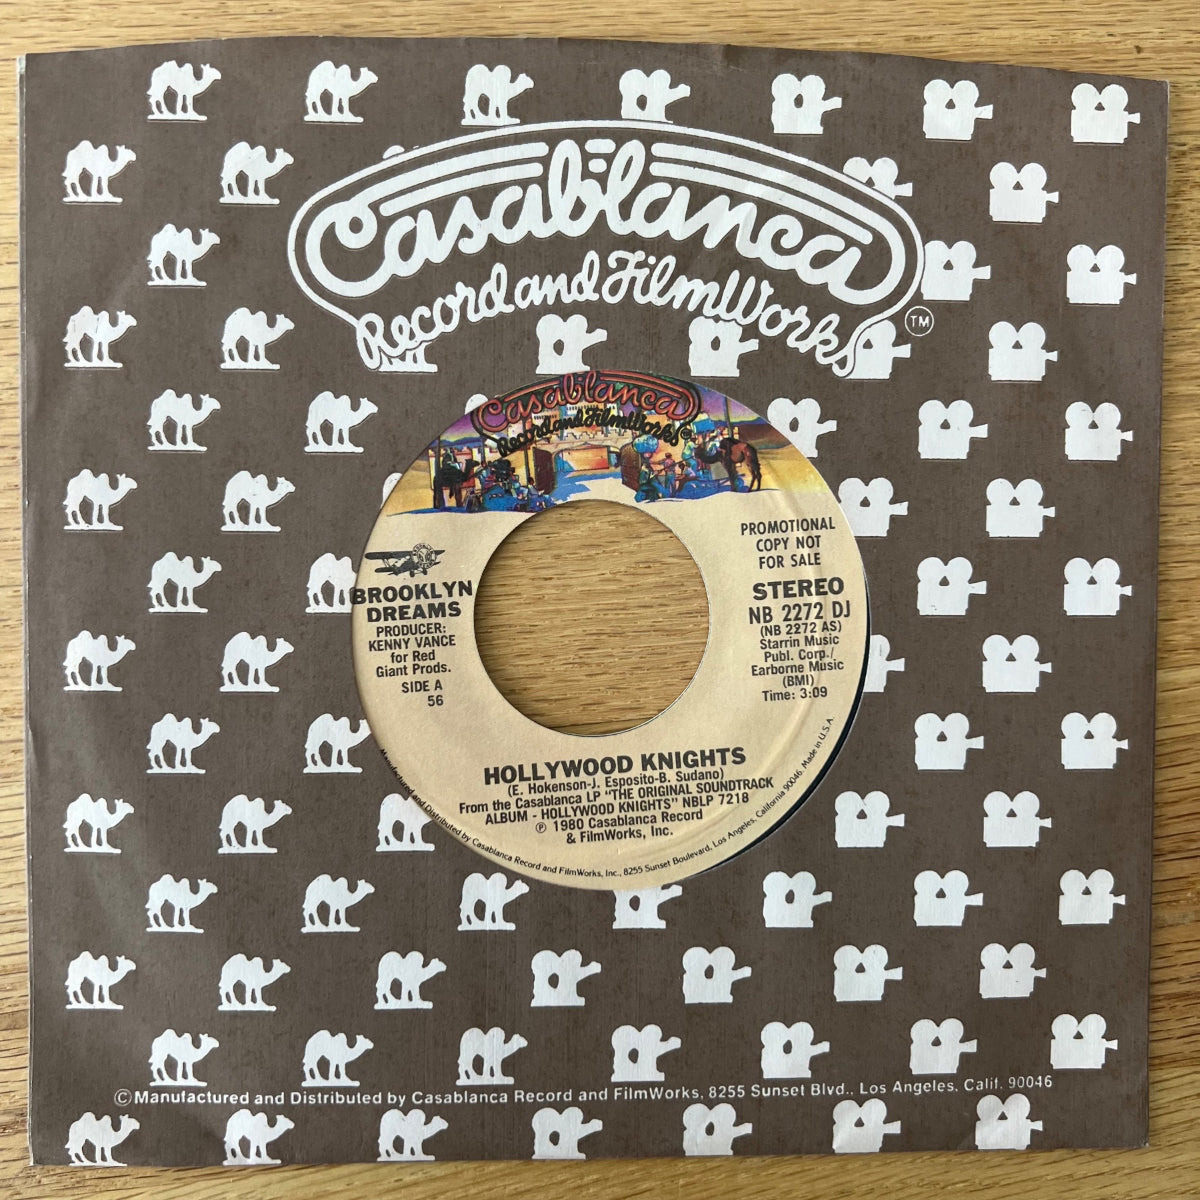 Casablanca
Record and FilmWorks
TM
Casablanca
Record and FilmWorks
PROMOTIONAL
COPY NOT
FOR SALE
BROOKLYN
DREAMS
PRODUCER:
KENNY VANCE
for Red
Giant Prods.
SIDE A
56
STEREO
NB 2272 DJ
(NB 2272 AS)
Starrin Music
Publ. Corp./
Earborne Music
(BMI)
Time: 3:09
HOLLYWOOD KNIGHTS
(E. Hokenson-J. Esposito-B. Sudano)
From the Casablanca LP "THE ORIGINAL SOUNDTRACK
ALBUM - HOLLYWOOD KNIGHTS" NBLP 7218
℗ 1980 Casablanca Record
& FilmWorks, Inc.
Manufactured and Distributed by Casablanca Record and FilmWorks, Inc., 8255 Sunset Boulevard, Los Angeles, California 90046. Made in U.S.A.
©Manufactured and Distributed by Casablanca Record and FilmWorks, 8255 Sunset Blvd., Los Angeles, Calif. 90046